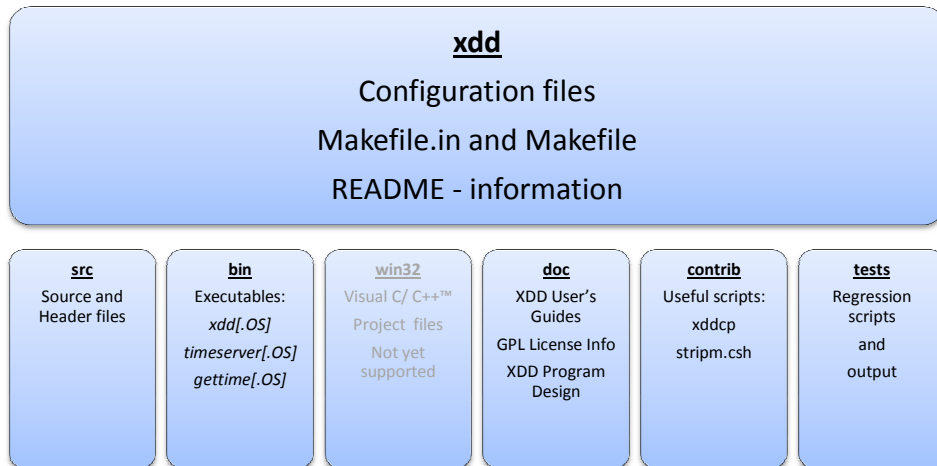 xdd
Configuration files
Makefile.in and Makefile
README - information
src
Source and
Header files
bin
Executables:
xdd[.OS]
timeserver[.OS]
gettime[.OS]
win32
Visual C/ C++™
Project files
Not yet
supported
doc
XDD User's
Guides
GPL License Info
XDD Program
Design
contrib
Useful scripts:
xddcp
stripm.csh
tests
Regression
scripts
and
output